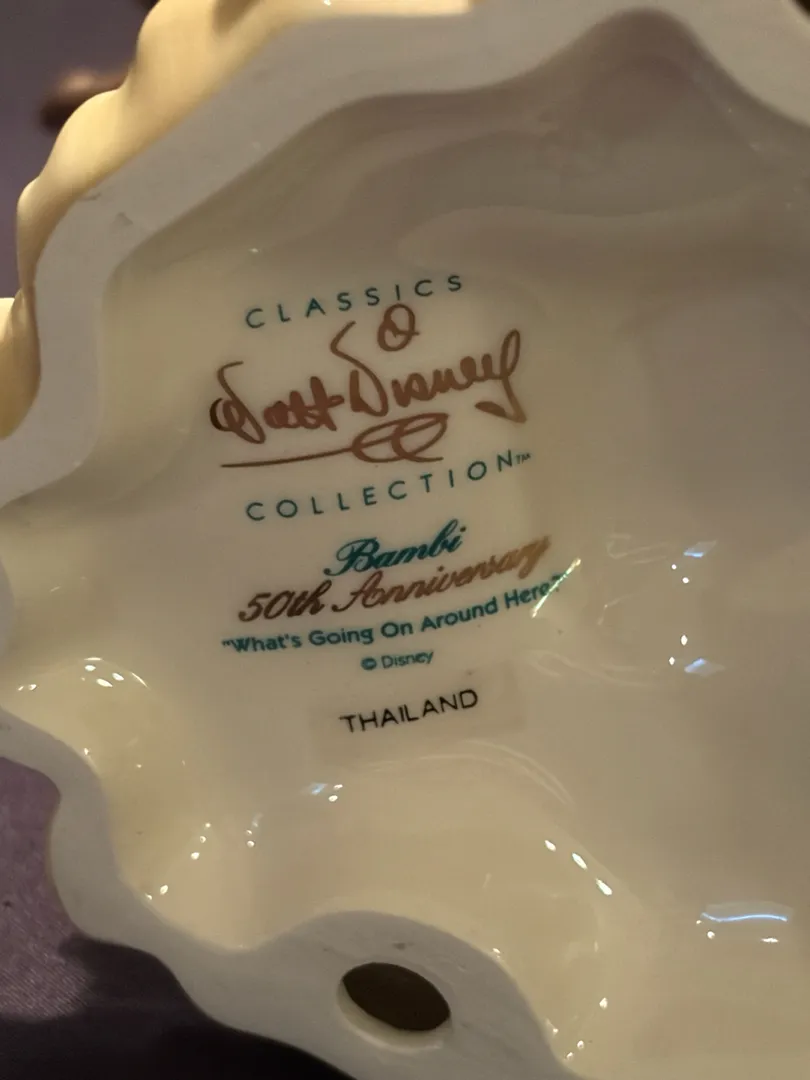 CLASSICS
Walt Disney
COLLECTION™
Bambi
50th Anniversary
"What's Going On Around Here?"
© Disney
THAILAND